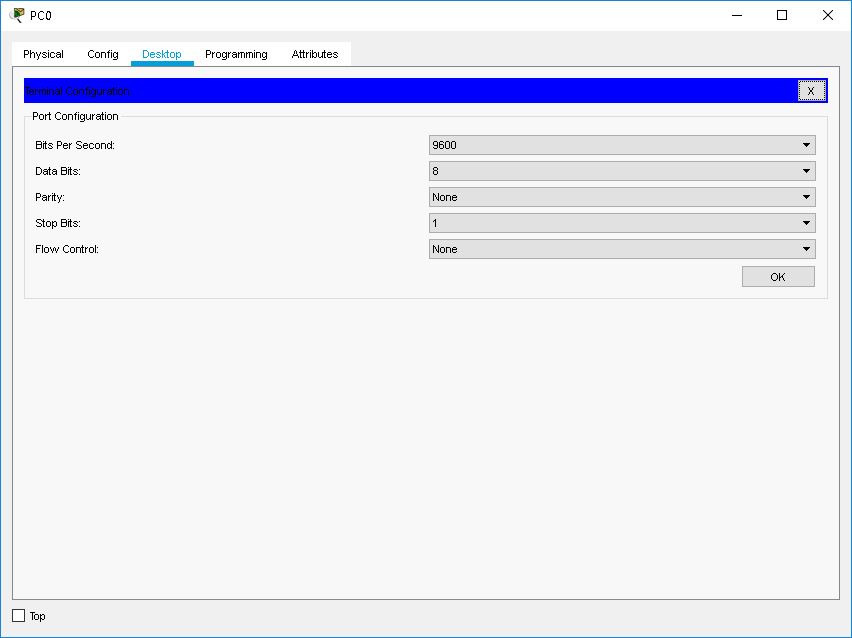 PC0
Physical Config Desktop Programming Attributes
Terminal Configuration X
Port Configuration
Bits Per Second: 9600
Data Bits: 8
Parity: None
Stop Bits: 1
Flow Control: None
OK
Top